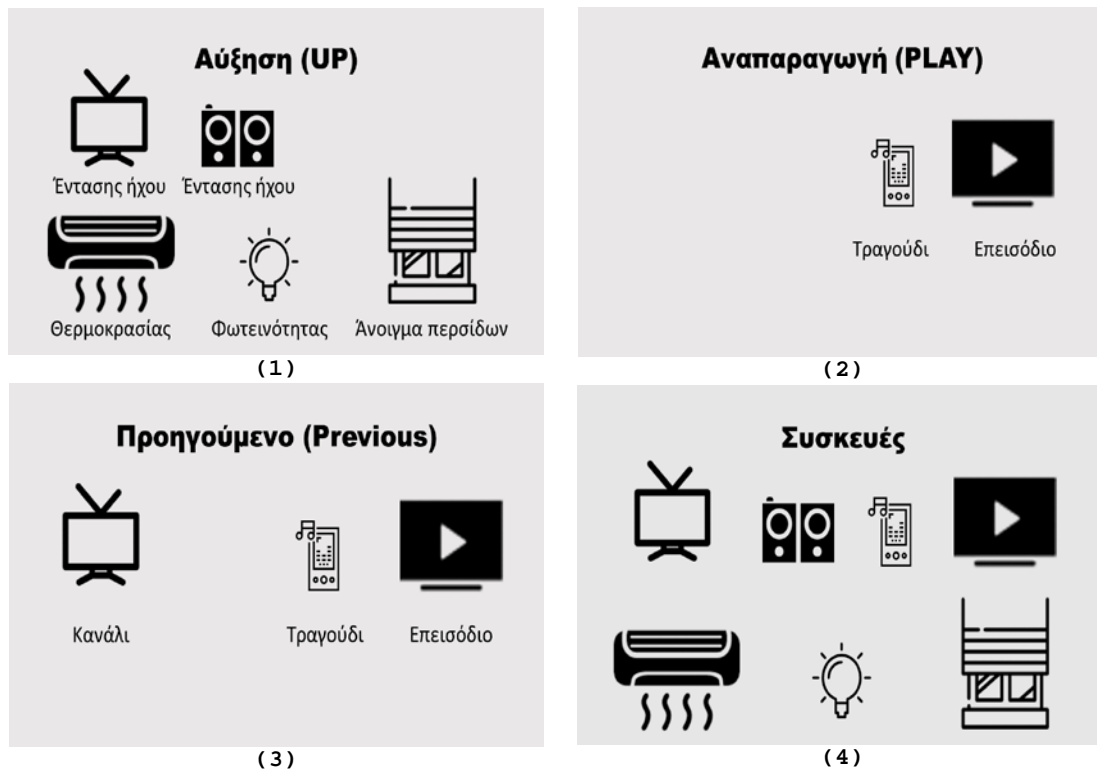 Αύξηση (UP)
Έντασης ήχου Έντασης ήχου
Θερμοκρασίας Φωτεινότητας Άνοιγμα περσίδων
(1)
Αναπαραγωγή (PLAY)
Τραγούδι Επεισόδιο
(2)
Προηγούμενο (Previous)
Κανάλι Τραγούδι Επεισόδιο
(3)
Συσκευές
(4)